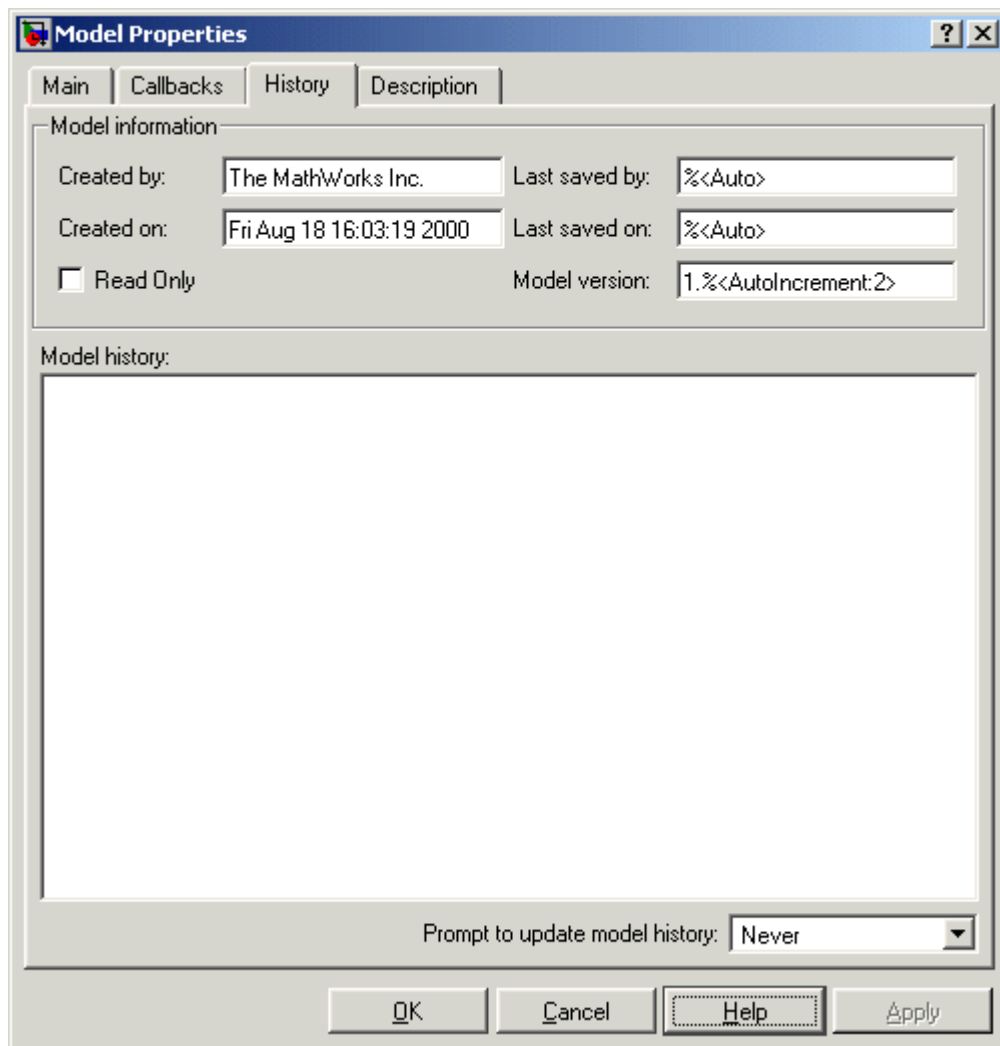 Model Properties
Main Callbacks History Description
Model information
Created by: The MathWorks Inc. Last saved by: %<Auto>
Created on: Fri Aug 18 16:03:19 2000 Last saved on: %<Auto>
Read Only Model version: 1.%<AutoIncrement:2>
Model history:
Prompt to update model history: Never
OK Cancel Help Apply